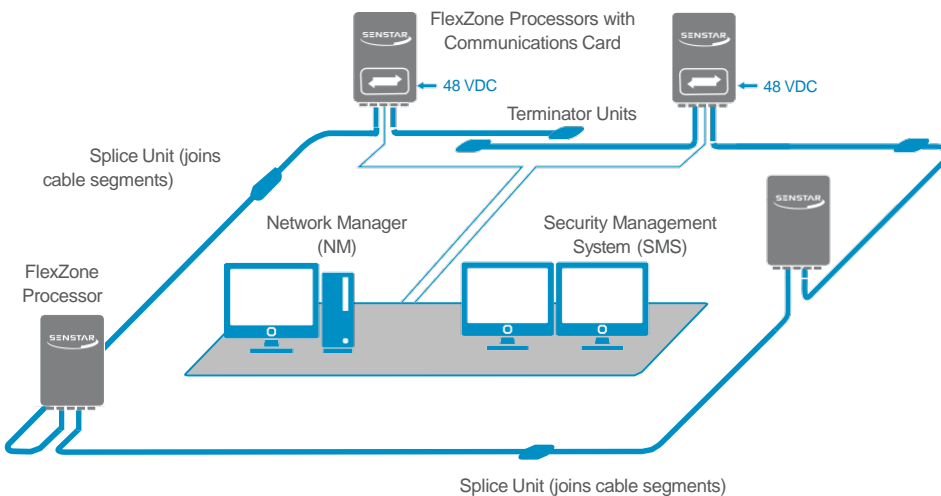 FlexZone Processors with
Communications Card
SENSTAR
SENSTAR
48 VDC
48 VDC
Terminator Units
Splice Unit (joins
cable segments)
SENSTAR
Network Manager
(NM)
Security Management
System (SMS)
FlexZone
Processor
SENSTAR
Splice Unit (joins cable segments)